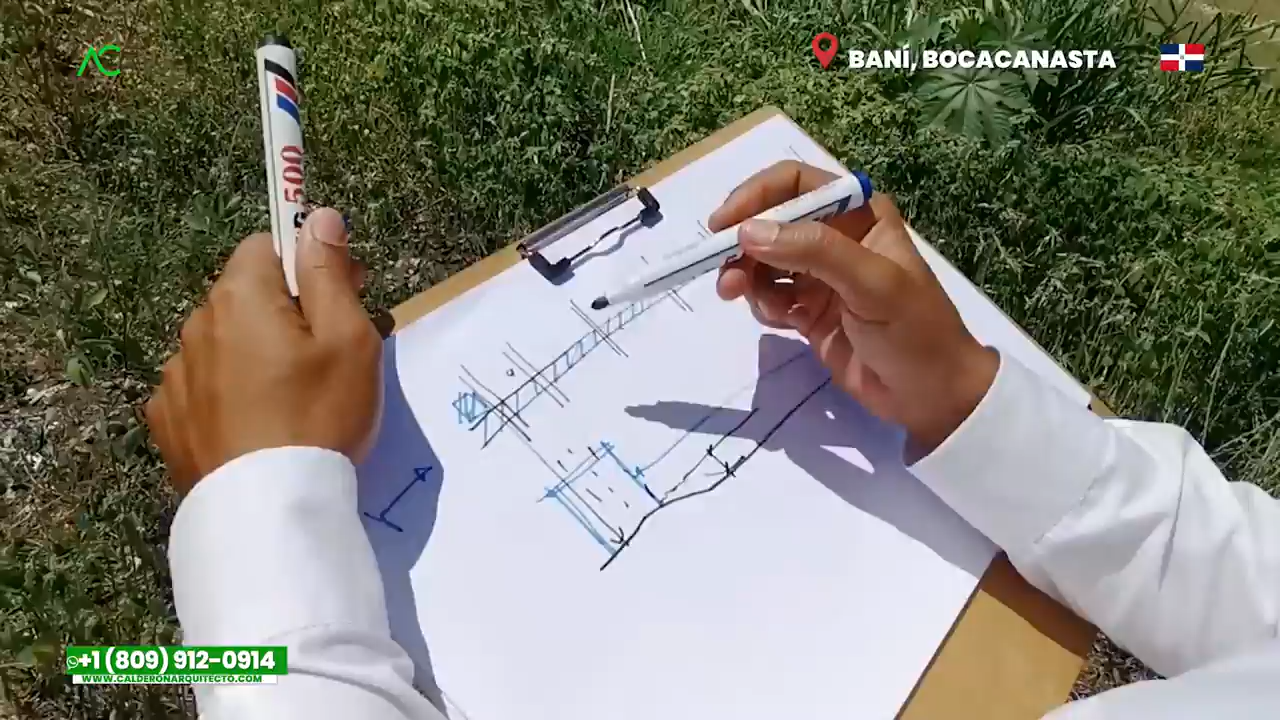 AC
BANÍ, BOCACANASTA
500
+1 (809) 912-0914
WWW.CALDERONARQUITECTO.COM